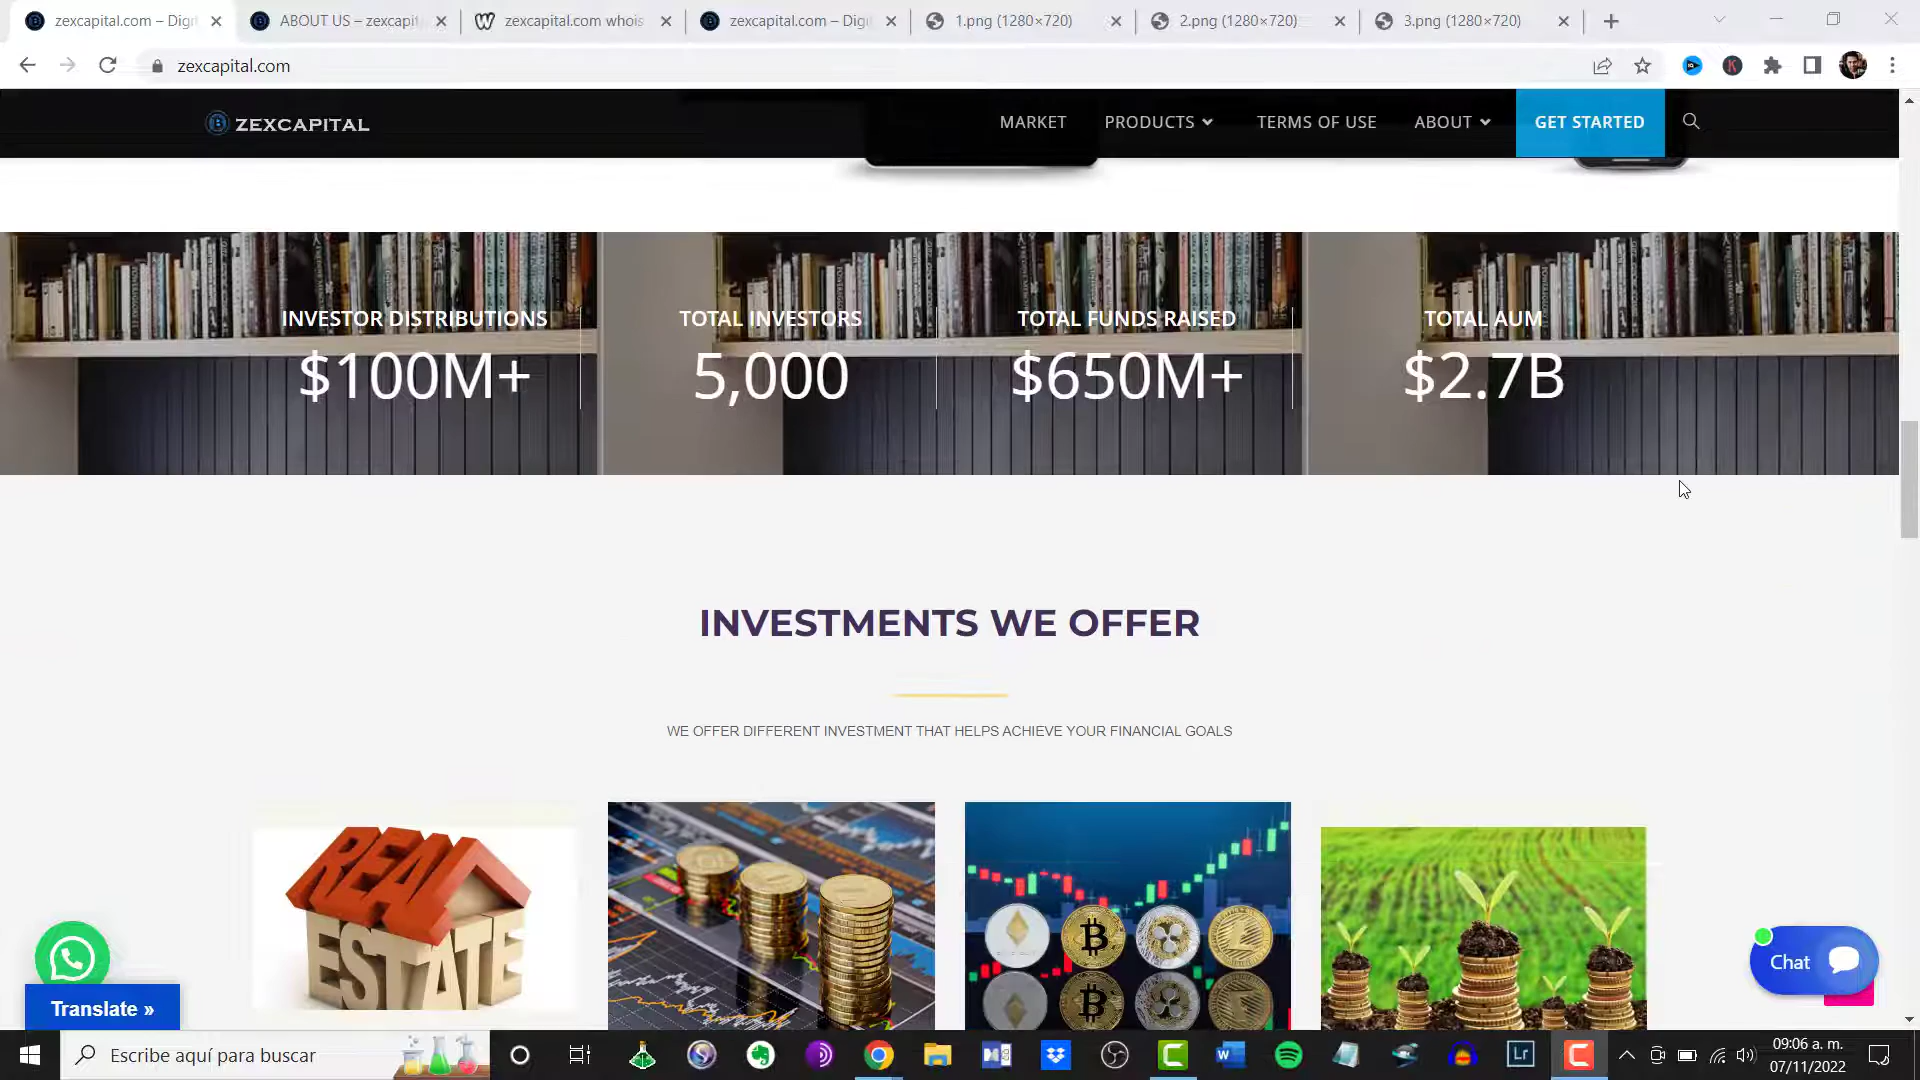 zexcapital.com – Digi
ABOUT US – zexcapit
zexcapital.com whois
zexcapital.com – Digi
1.png (1280×720)
2.png (1280×720)
3.png (1280×720)
zexcapital.com
ZEXCAPITAL
MARKET
PRODUCTS
TERMS OF USE
ABOUT
GET STARTED
INVESTOR DISTRIBUTIONS
$100M+
TOTAL INVESTORS
5,000
TOTAL FUNDS RAISED
$650M+
TOTAL AUM
$2.7B
INVESTMENTS WE OFFER
WE OFFER DIFFERENT INVESTMENT THAT HELPS ACHIEVE YOUR FINANCIAL GOALS
REAL
ESTATE
Chat
Translate »
Escribe aquí para buscar
Lr
09:06 a. m.
07/11/2022